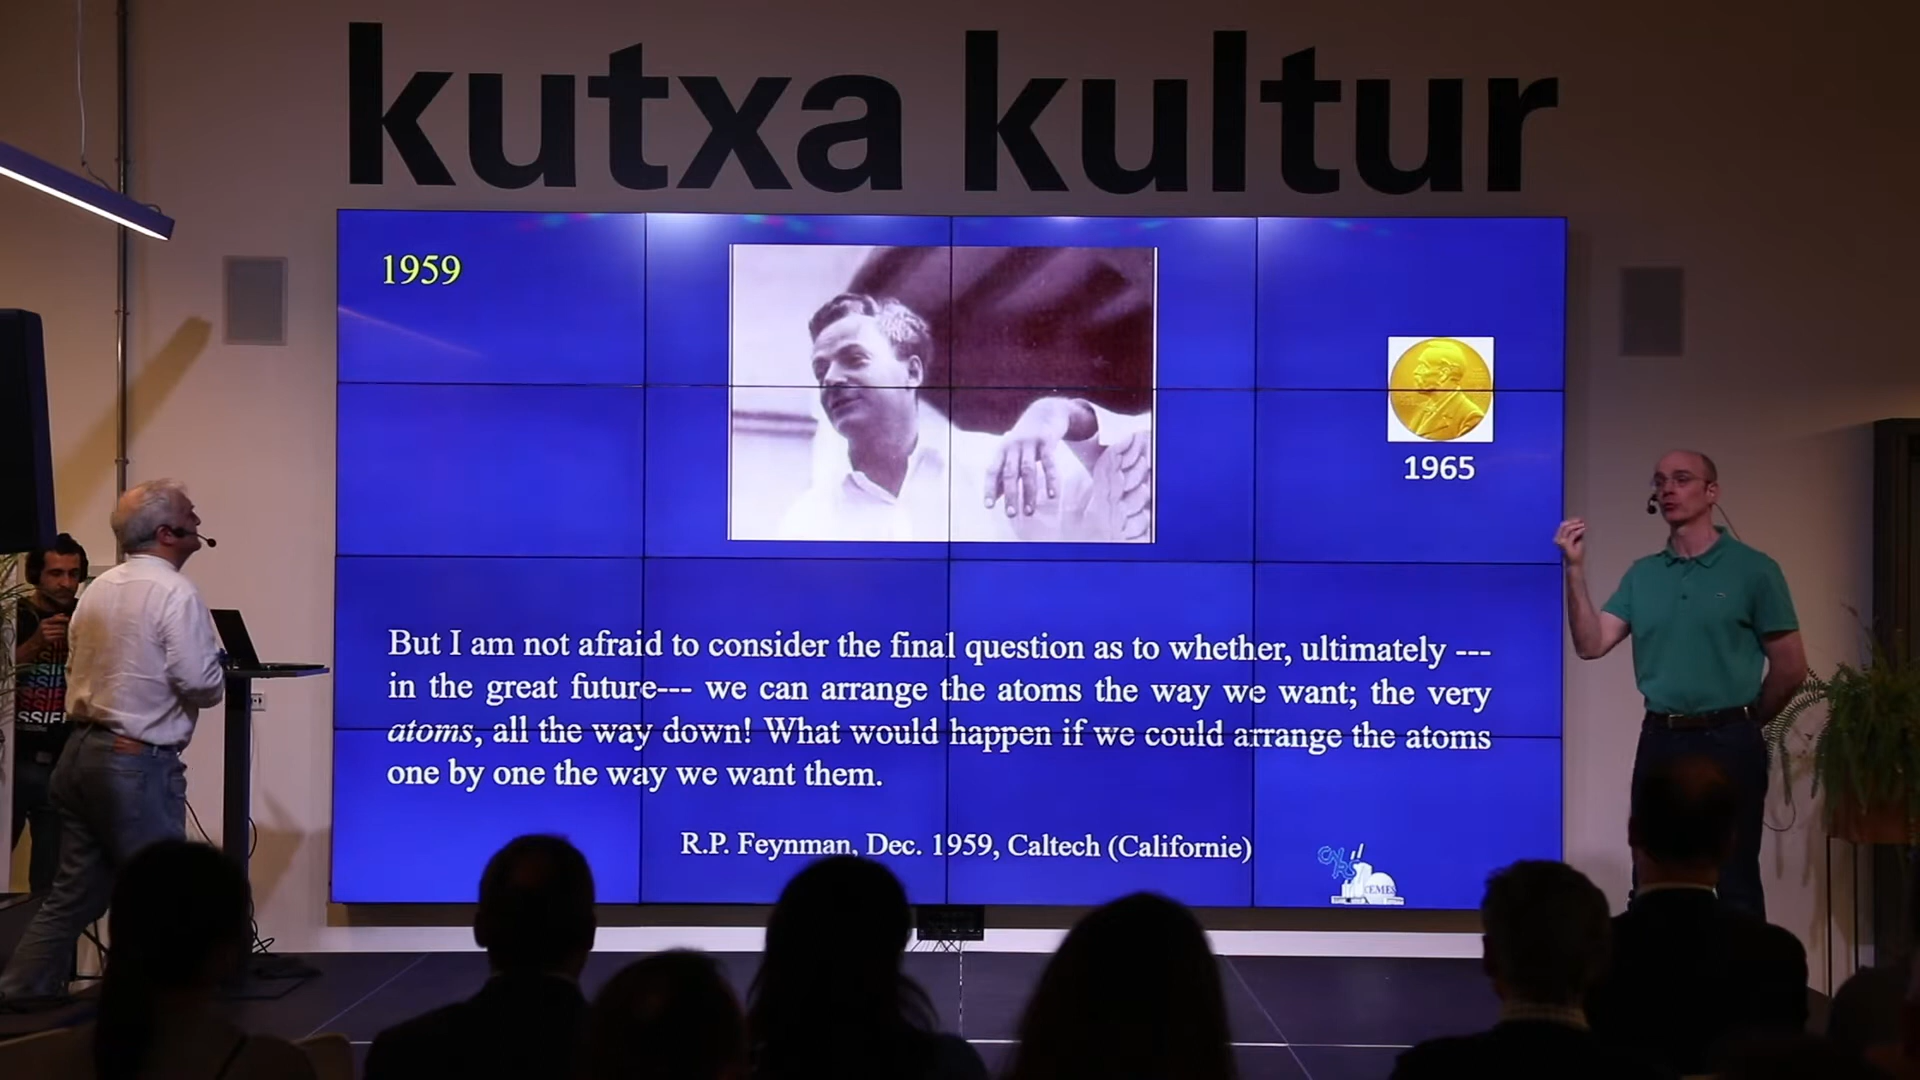 kutxa kultur
1959
1965
But I am not afraid to consider the final question as to whether, ultimately ---
in the great future--- we can arrange the atoms the way we want; the very
atoms, all the way down! What would happen if we could arrange the atoms
one by one the way we want them.
R.P. Feynman, Dec. 1959, Caltech (Californie)
CNRS
CEMES